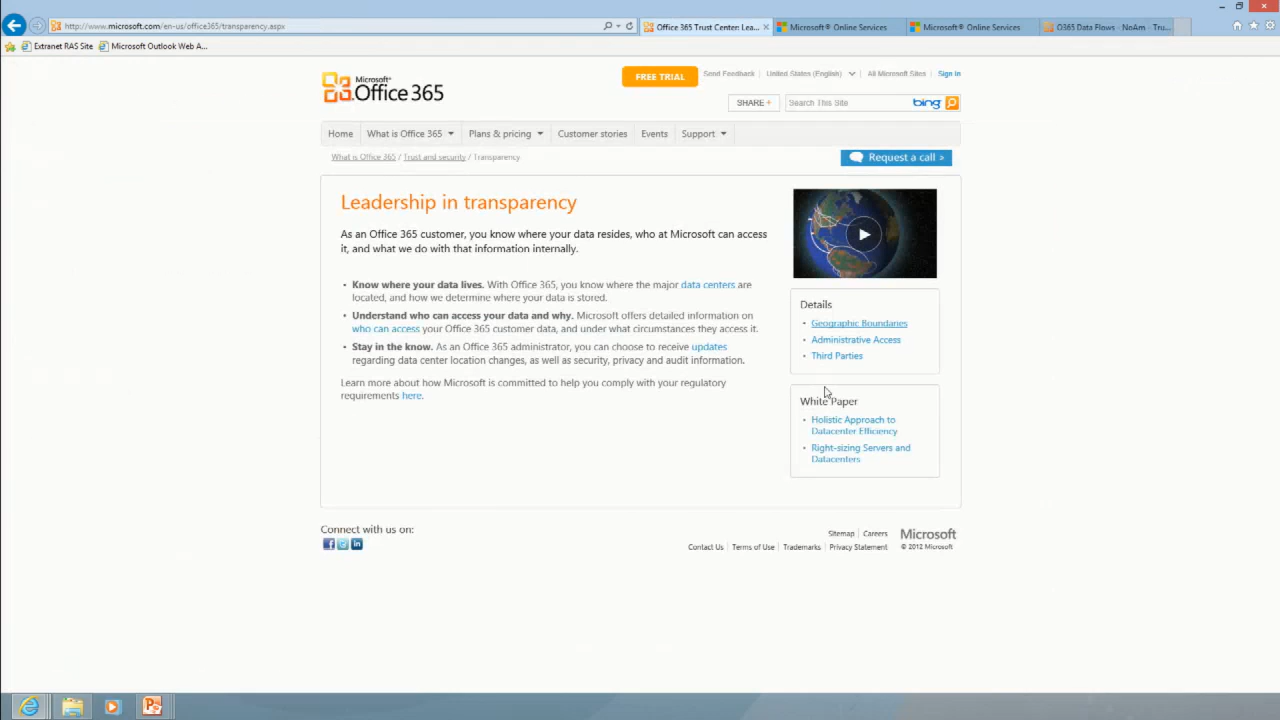 http://www.microsoft.com/en-us/office365/transparency.aspx
Office 365 Trust Center: Lea...
Microsoft® Online Services
Microsoft® Online Services
O365 Data Flows - NoAm - Tru...
Extranet RAS Site
Microsoft Outlook Web A...
Microsoft®
Office 365
FREE TRIAL
Send Feedback
United States (English)
All Microsoft Sites
Sign in
SHARE +
Search This Site
bing
Home
What is Office 365
Plans & pricing
Customer stories
Events
Support
What is Office 365 / Trust and security / Transparency
Request a call >
Leadership in transparency
As an Office 365 customer, you know where your data resides, who at Microsoft can access
it, and what we do with that information internally.
• Know where your data lives. With Office 365, you know where the major data centers are
located, and how we determine where your data is stored.
• Understand who can access your data and why. Microsoft offers detailed information on
who can access your Office 365 customer data, and under what circumstances they access it.
• Stay in the know. As an Office 365 administrator, you can choose to receive updates
regarding data center location changes, as well as security, privacy and audit information.
Learn more about how Microsoft is committed to help you comply with your regulatory
requirements here.
Details
• Geographic Boundaries
• Administrative Access
• Third Parties
White Paper
• Holistic Approach to
Datacenter Efficiency
• Right-sizing Servers and
Datacenters
Connect with us on:
Sitemap
Careers
Microsoft
Contact Us
Terms of Use
Trademarks
Privacy Statement
© 2012 Microsoft